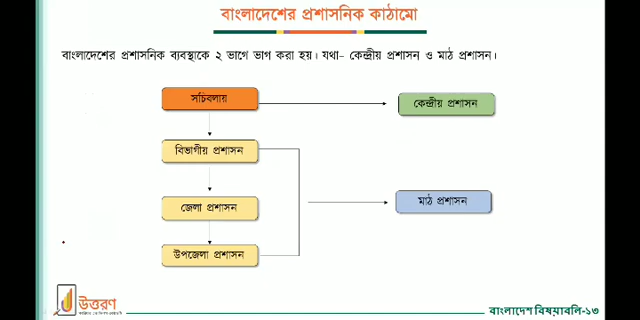 বাংলাদেশের প্রশাসনিক কাঠামো
বাংলাদেশের প্রশাসনিক ব্যবস্থাকে ২ ভাগে ভাগ করা হয়। যথা- কেন্দ্রীয় প্রশাসন ও মাঠ প্রশাসন।
সচিবালয়
কেন্দ্রীয় প্রশাসন
বিভাগীয় প্রশাসন
জেলা প্রশাসন
মাঠ প্রশাসন
উপজেলা প্রশাসন
উত্তরণ
বাংলাদেশ বিষয়াবলি-১৩